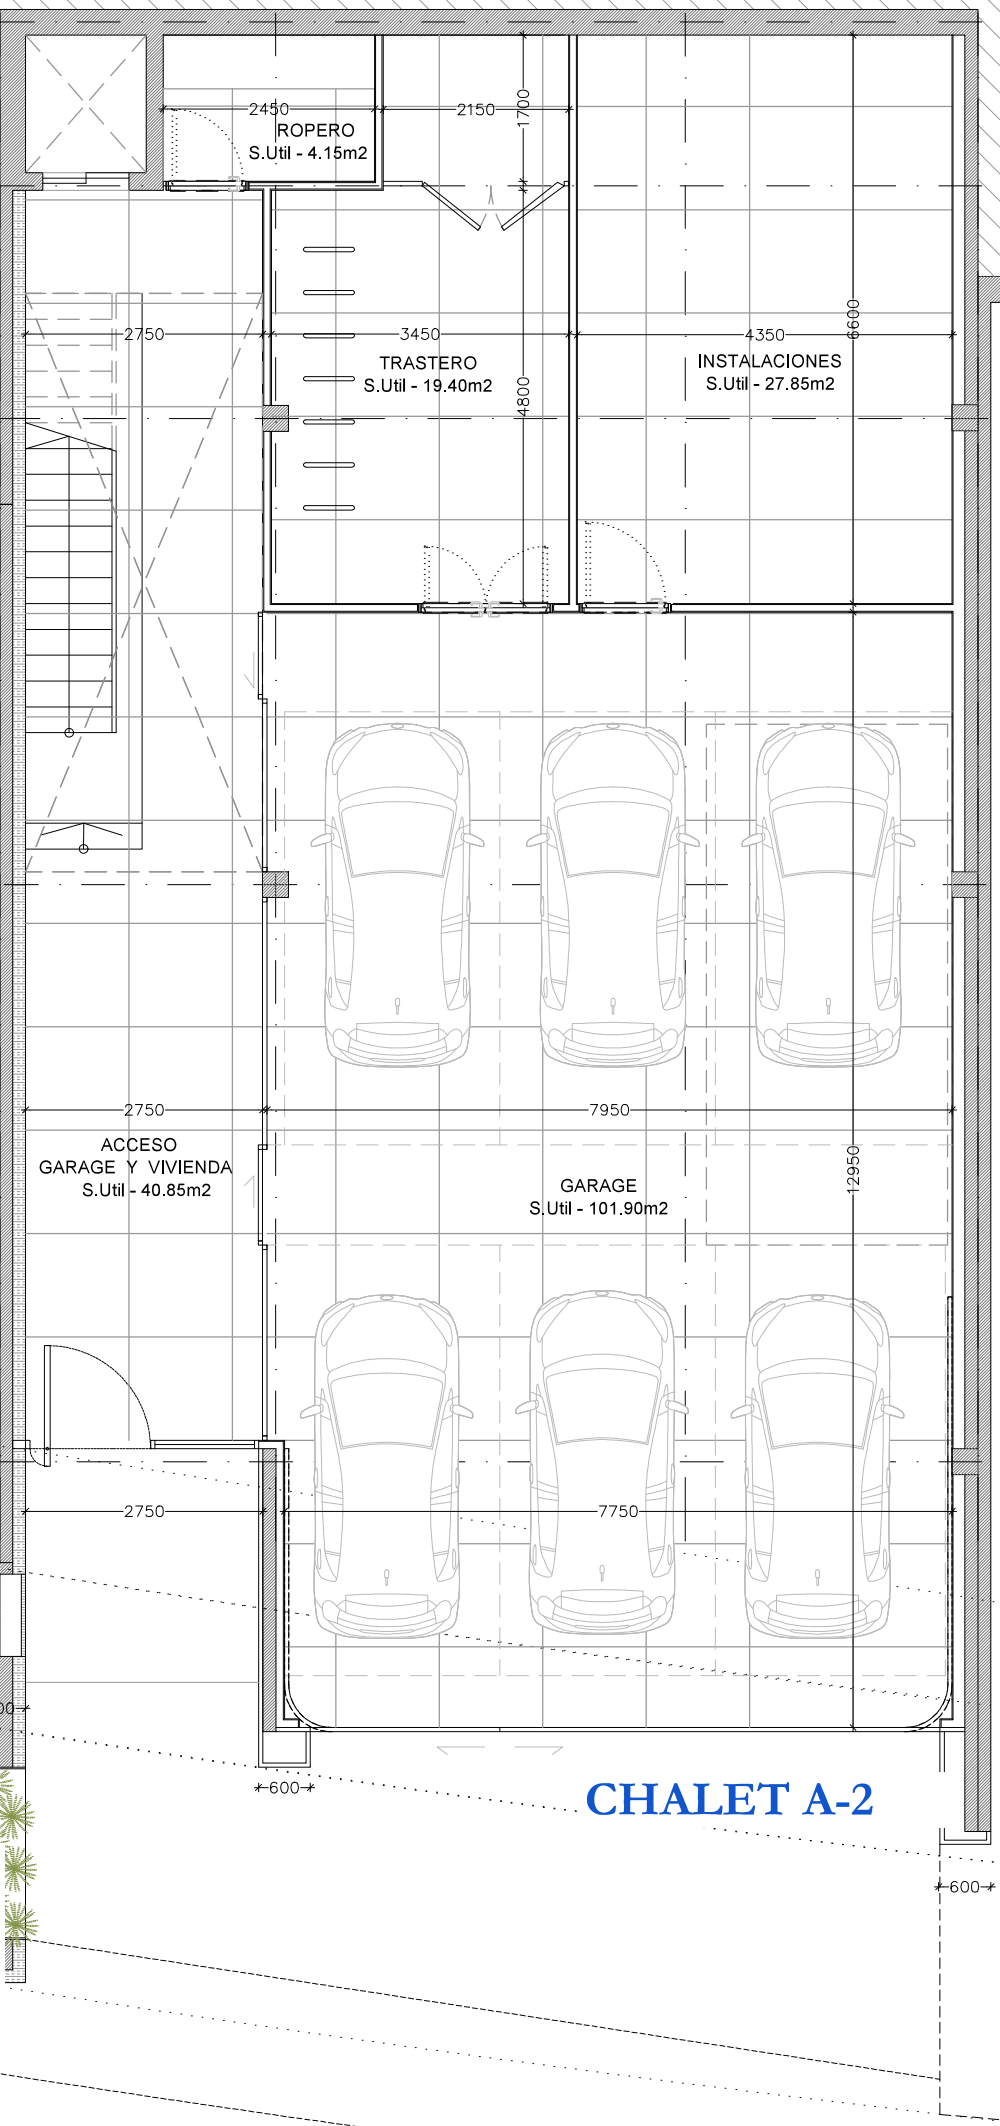 2450
2150
1700
ROPERO
S.Util - 4.15m2
2750
3450
4350
6600
TRASTERO
S.Util - 19.40m2
INSTALACIONES
S.Util - 27.85m2
4800
2750
7950
ACCESO
GARAGE Y VIVIENDA
S.Util - 40.85m2
12950
GARAGE
S.Util - 101.90m2
2750
7750
600
CHALET A-2
600